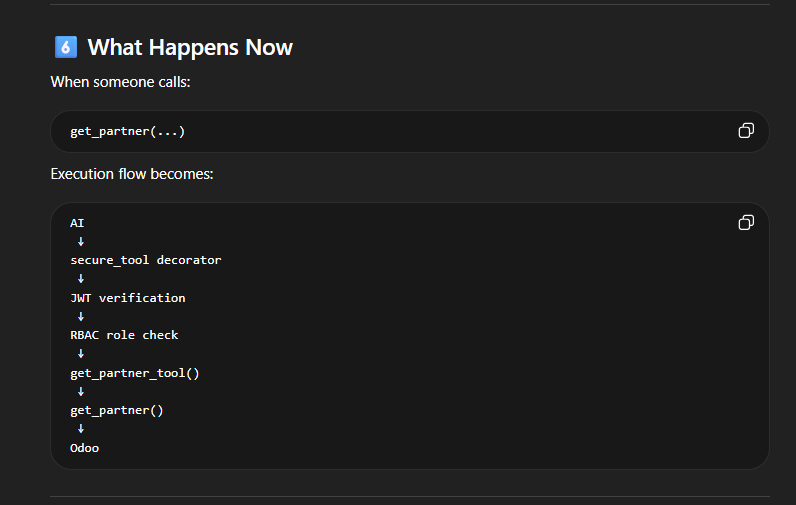 6 What Happens Now
When someone calls:
get_partner(...)
Execution flow becomes:
AI
↓
secure_tool decorator
↓
JWT verification
↓
RBAC role check
↓
get_partner_tool()
↓
get_partner()
↓
Odoo